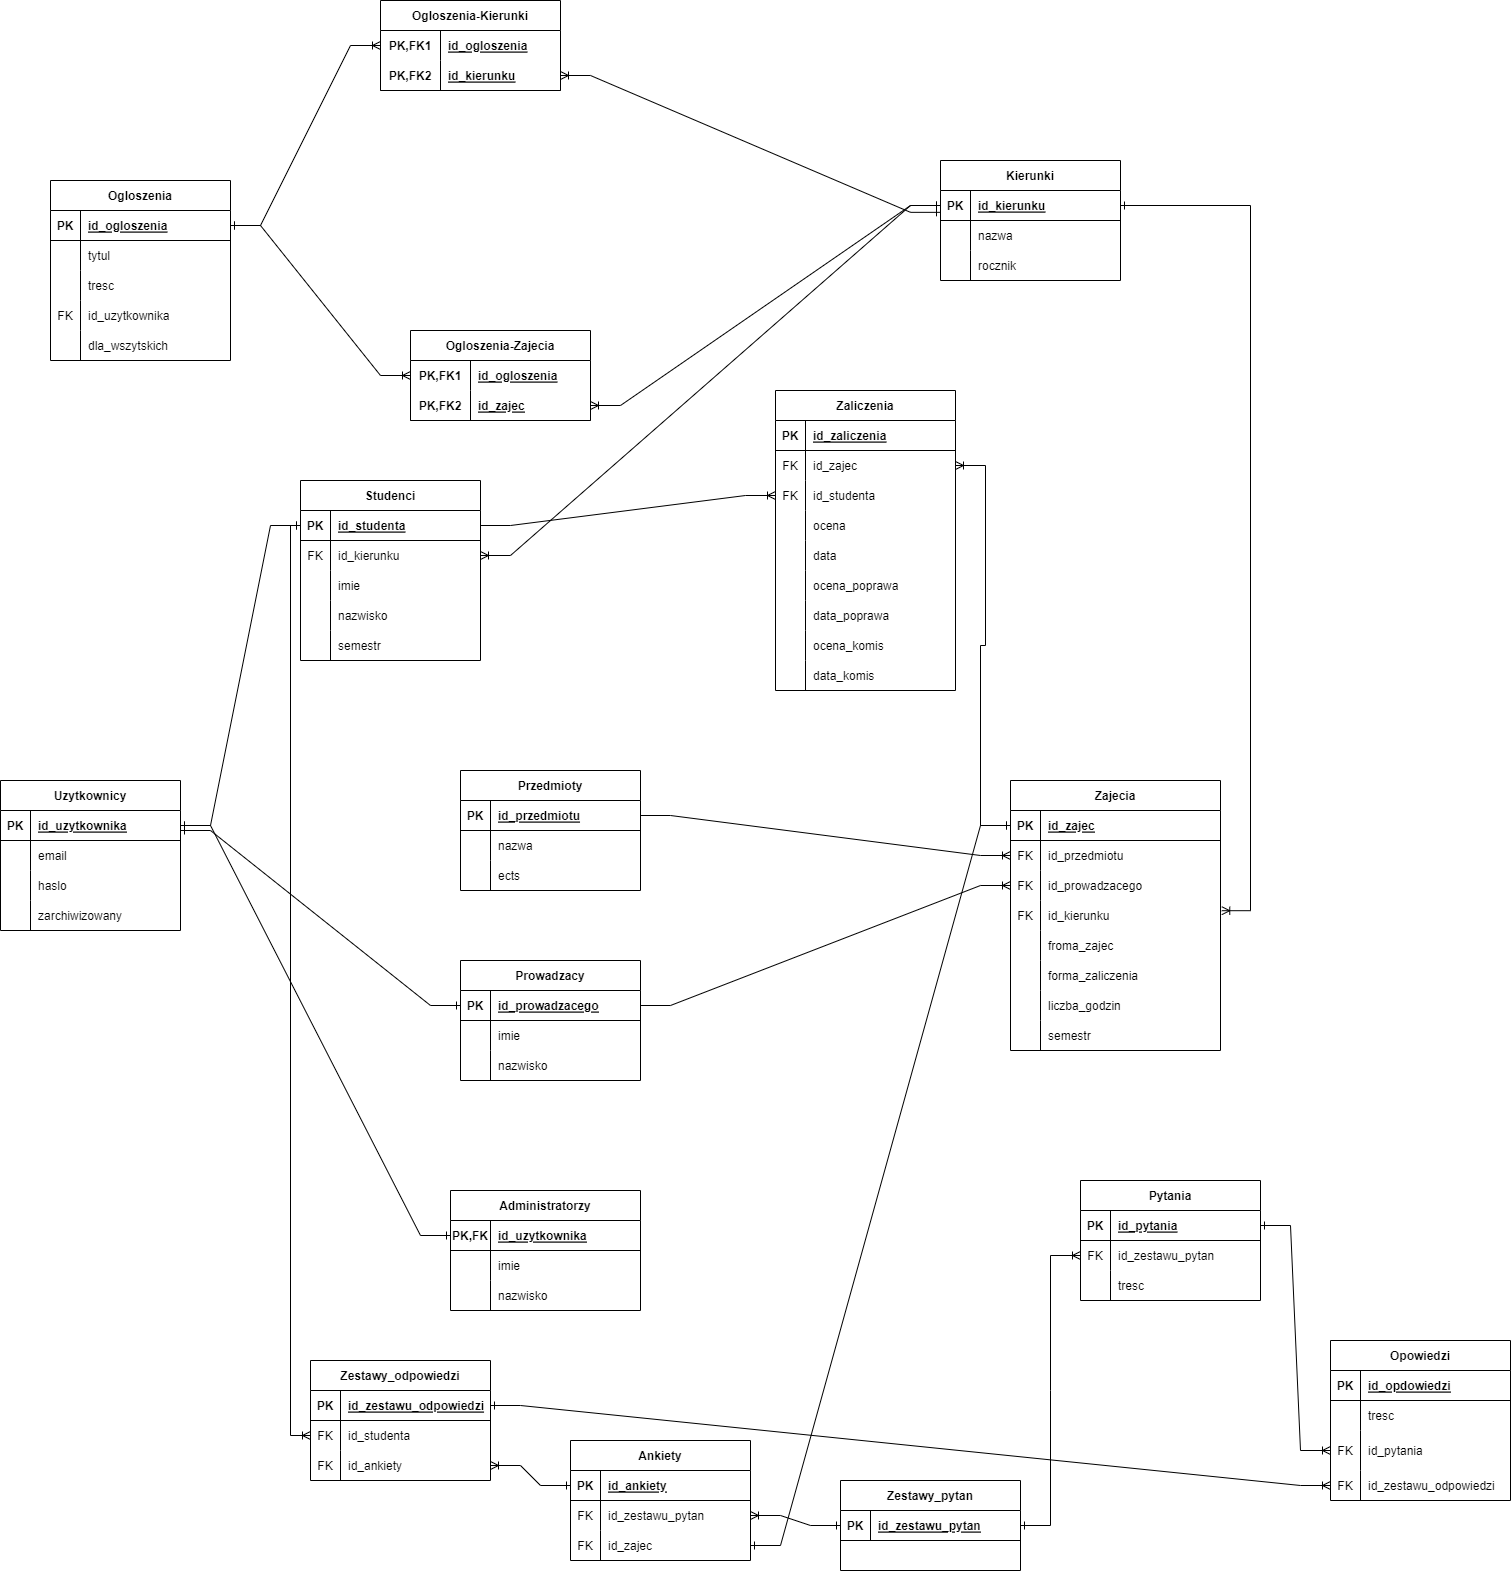 Ogloszenia-Kierunki
PK,FK1 id_ogloszenia
PK,FK2 id_kierunku
Kierunki
PK id_kierunku
nazwa
rocznik
Ogloszenia
PK id_ogloszenia
tytul
tresc
FK id_uzytkownika
dla_wszytskich
Ogloszenia-Zajecia
PK,FK1 id_ogloszenia
PK,FK2 id_zajec
Zaliczenia
PK id_zaliczenia
FK id_zajec
FK id_studenta
ocena
data
ocena_poprawa
data_poprawa
ocena_komis
data_komis
Studenci
PK id_studenta
FK id_kierunku
imie
nazwisko
semestr
Uzytkownicy
PK id_uzytkownika
email
haslo
zarchiwizowany
Przedmioty
PK id_przedmiotu
nazwa
ects
Zajecia
PK id_zajec
FK id_przedmiotu
FK id_prowadzacego
FK id_kierunku
froma_zajec
forma_zaliczenia
liczba_godzin
semestr
Prowadzacy
PK id_prowadzacego
imie
nazwisko
Administratorzy
PK,FK id_uzytkownika
imie
nazwisko
Pytania
PK id_pytania
FK id_zestawu_pytan
tresc
Opowiedzi
PK id_opdowiedzi
tresc
FK id_pytania
FK id_zestawu_odpowiedzi
Zestawy_odpowiedzi
PK id_zestawu_odpowiedzi
FK id_studenta
FK id_ankiety
Ankiety
PK id_ankiety
FK id_zestawu_pytan
FK id_zajec
Zestawy_pytan
PK id_zestawu_pytan